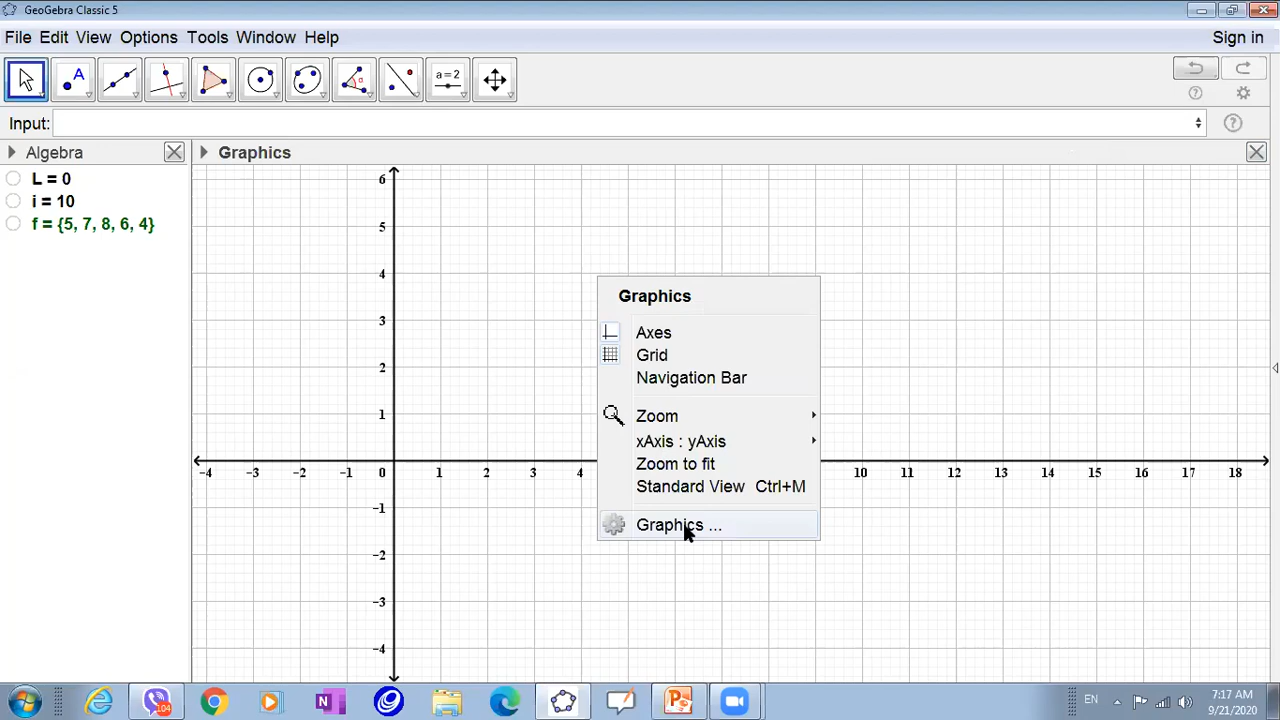 GeoGebra Classic 5
File Edit View Options Tools Window Help Sign in
A
a=2
Input:
Algebra
Graphics
L = 0
i = 10
f = {5, 7, 8, 6, 4}
6
5
4
3
2
1
-4 -3 -2 -1 0 1 2 3 4 10 11 12 13 14 15 16 17 18
-1
-2
-3
-4
Graphics
Axes
Grid
Navigation Bar
Zoom
xAxis : yAxis
Zoom to fit
Standard View Ctrl+M
Graphics ...
104
EN
7:17 AM
9/21/2020